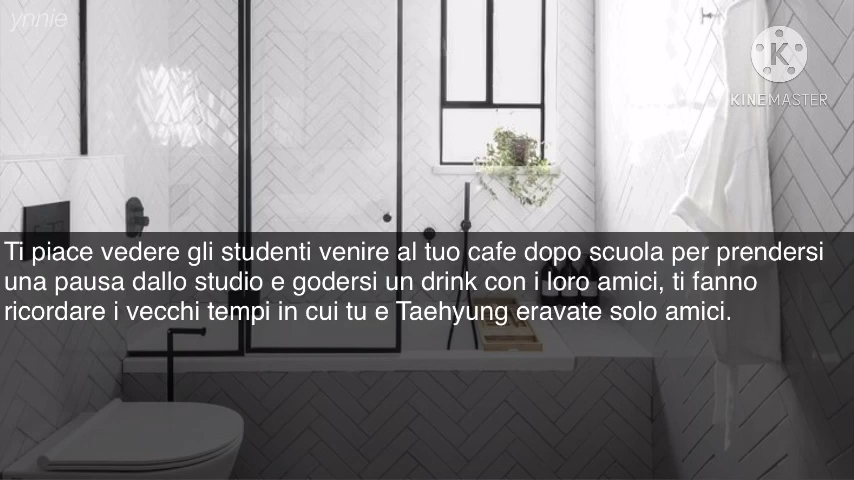 ynnie
KINEMASTER
Ti piace vedere gli studenti venire al tuo cafe dopo scuola per prendersi
una pausa dallo studio e godersi un drink con i loro amici, ti fanno
ricordare i vecchi tempi in cui tu e Taehyung eravate solo amici.